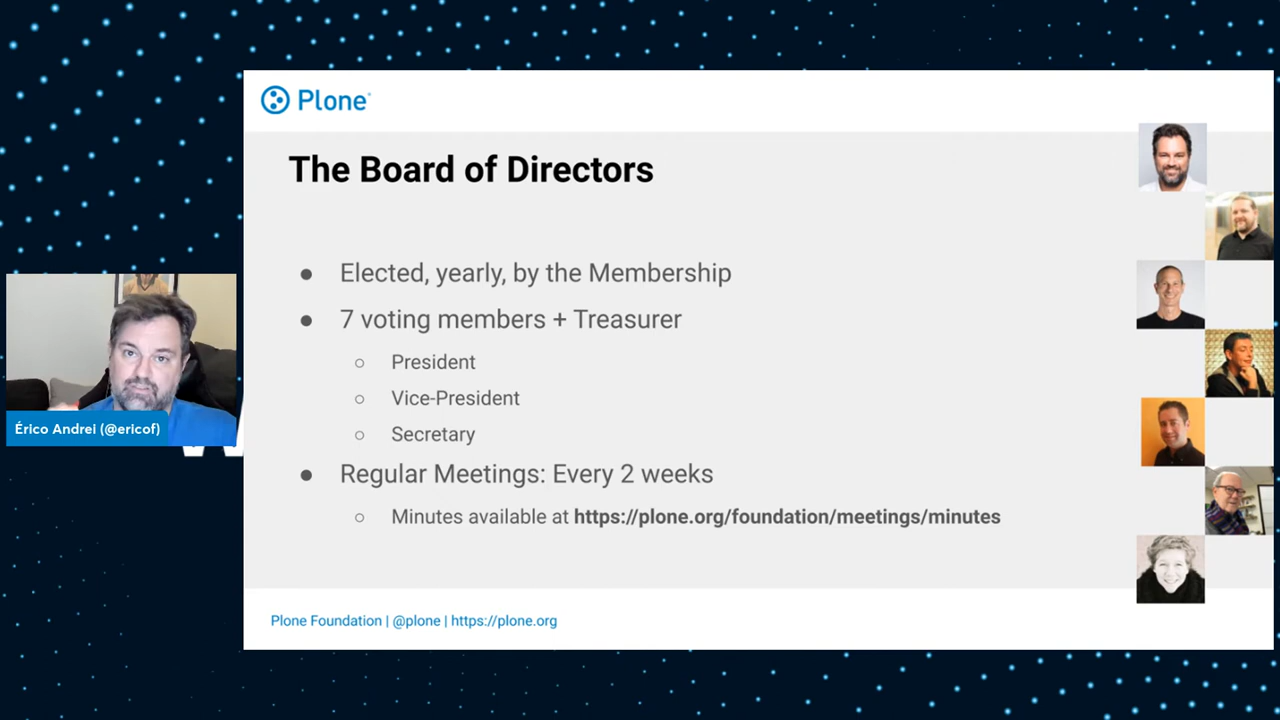 Plone
The Board of Directors
Elected, yearly, by the Membership
7 voting members + Treasurer
President
Vice-President
Secretary
Regular Meetings: Every 2 weeks
Minutes available at https://plone.org/foundation/meetings/minutes
Plone Foundation | @plone | https://plone.org
Érico Andrei (@ericof)